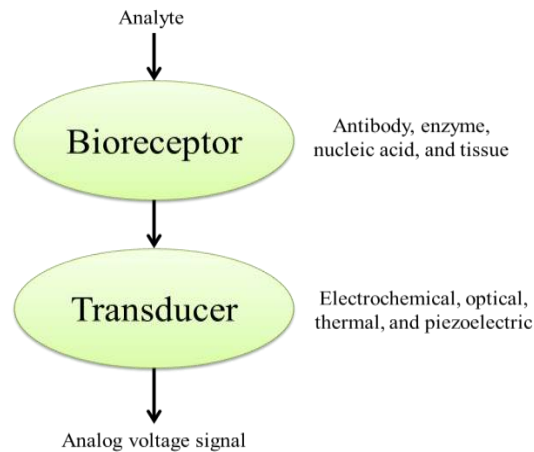 Analyte
Bioreceptor
Antibody, enzyme,
nucleic acid, and tissue
Transducer
Electrochemical, optical,
thermal, and piezoelectric
Analog voltage signal